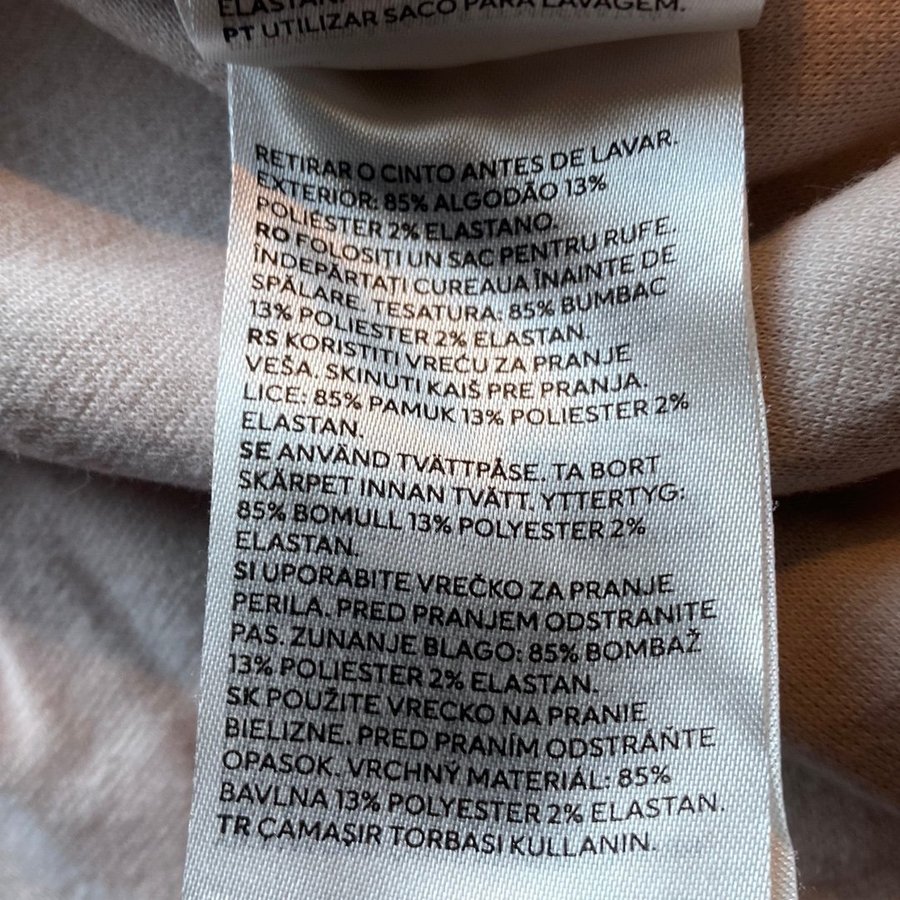 ELASTAN.
PT UTILIZAR SACO PARA LAVAGEM.
RETIRAR O CINTO ANTES DE LAVAR.
EXTERIOR: 85% ALGODÃO 13%
POLIÉSTER 2% ELASTANO.
RO FOLOSITI UN SAC PENTRU RUFE.
ÎNDEPĂRTATI CUREAUA ÎNAINTE DE
SPĂLARE. TESATURA: 85% BUMBAC
13% POLIESTER 2% ELASTAN.
RS KORISTITI VREĆU ZA PRANJE
VEŠA. SKINUTI KAIŠ PRE PRANJA.
LICE: 85% PAMUK 13% POLIESTER 2%
ELASTAN.
SE ANVÄND TVÄTTPÅSE. TA BORT
SKÄRPET INNAN TVÄTT. YTTERTYG:
85% BOMULL 13% POLYESTER 2%
ELASTAN.
SI UPORABITE VREČKO ZA PRANJE
PERILA. PRED PRANJEM ODSTRANITE
PAS. ZUNANJE BLAGO: 85% BOMBAŽ
13% POLIESTER 2% ELASTAN.
SK POUŽITE VRECKO NA PRANIE
BIELIZNE. PRED PRANÍM ODSTRÁŇTE
OPASOK. VRCHNÝ MATERIÁL: 85%
BAVLNA 13% POLYESTER 2% ELASTAN.
TR ÇAMAŞIR TORBASI KULLANIN.